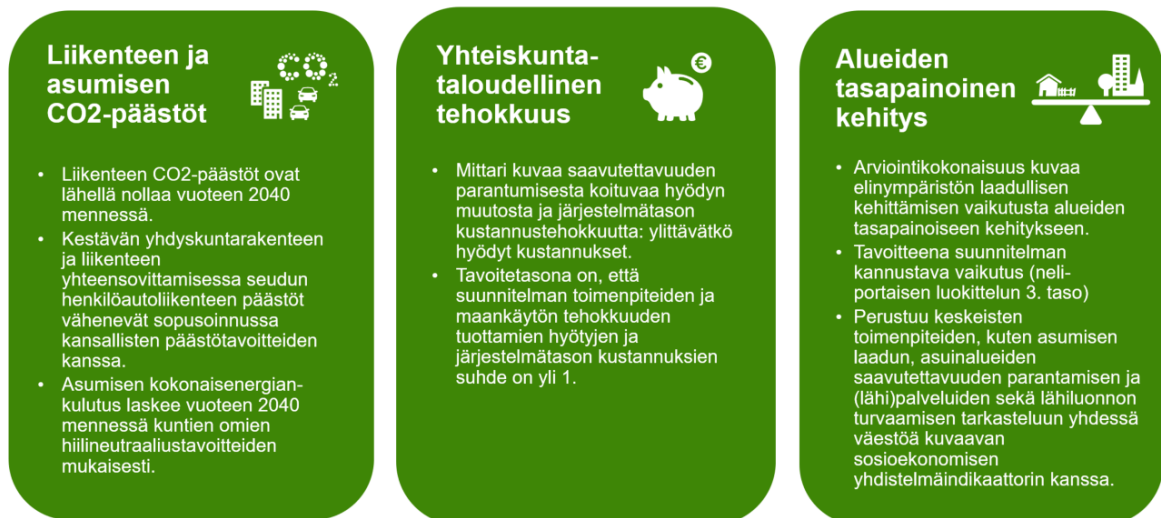 Liikenteen ja
asumisen
CO2-päästöt
CO2
• Liikenteen CO2-päästöt ovat
lähellä nollaa vuoteen 2040
mennessä.
• Kestävän yhdyskuntarakenteen
ja liikenteen
yhteensovittamisessa seudun
henkilöautoliikenteen päästöt
vähenevät sopusoinnussa
kansallisten päästötavoitteiden
kanssa.
• Asumisen kokonaisenergian-
kulutus laskee vuoteen 2040
mennessä kuntien omien
hiilineutraaliustavoitteiden
mukaisesti.
Yhteiskunta-
taloudellinen
tehokkuus
€
• Mittari kuvaa saavutettavuuden
parantumisesta koituvaa hyödyn
muutosta ja järjestelmätason
kustannustehokkuutta: ylittävätkö
hyödyt kustannukset.
• Tavoitetasona on, että
suunnitelman toimenpiteiden ja
maankäytön tehokkuuden
tuottamien hyötyjen ja
järjestelmätason kustannuksien
suhde on yli 1.
Alueiden
tasapainoinen
kehitys
• Arviointikokonaisuus kuvaa
elinympäristön laadullisen
kehittämisen vaikutusta alueiden
tasapainoiseen kehitykseen.
• Tavoitteena suunnitelman
kannustava vaikutus (neli-
portaisen luokittelun 3. taso)
• Perustuu keskeisten
toimenpiteiden, kuten asumisen
laadun, asuinalueiden
saavutettavuuden parantamisen ja
(lähi)palveluiden sekä lähiluonnon
turvaamisen tarkasteluun yhdessä
väestöä kuvaavan
sosioekonomisen
yhdistelmäindikaattorin kanssa.